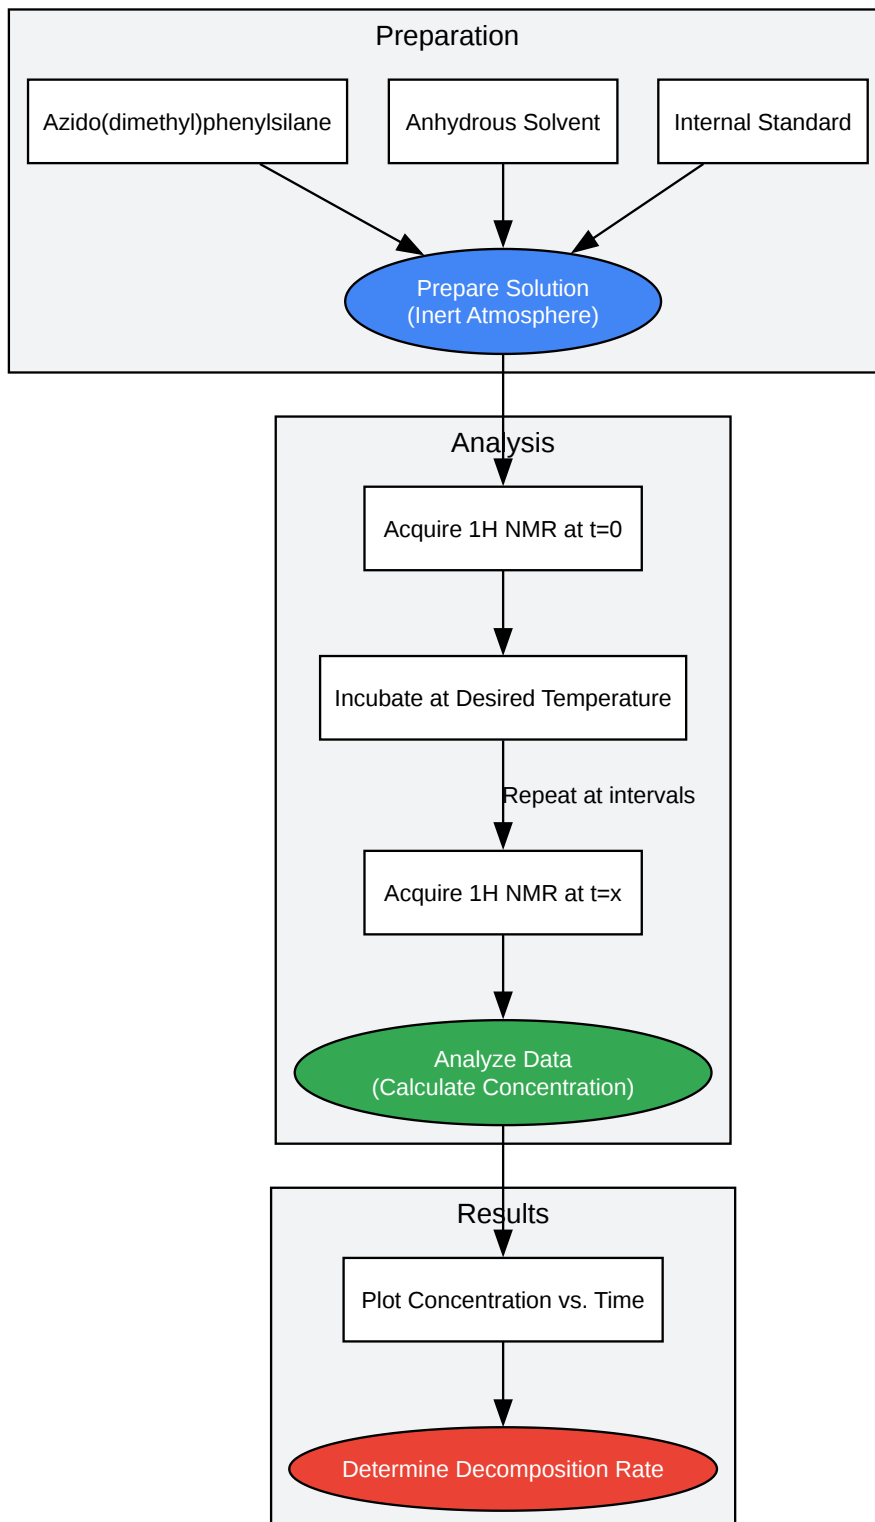 Preparation
Azido(dimethyl)phenylsilane
Anhydrous Solvent
Internal Standard
Prepare Solution
(Inert Atmosphere)
Analysis
Acquire 1H NMR at t=0
Incubate at Desired Temperature
Repeat at intervals
Acquire 1H NMR at t=x
Analyze Data
(Calculate Concentration)
Results
Plot Concentration vs. Time
Determine Decomposition Rate